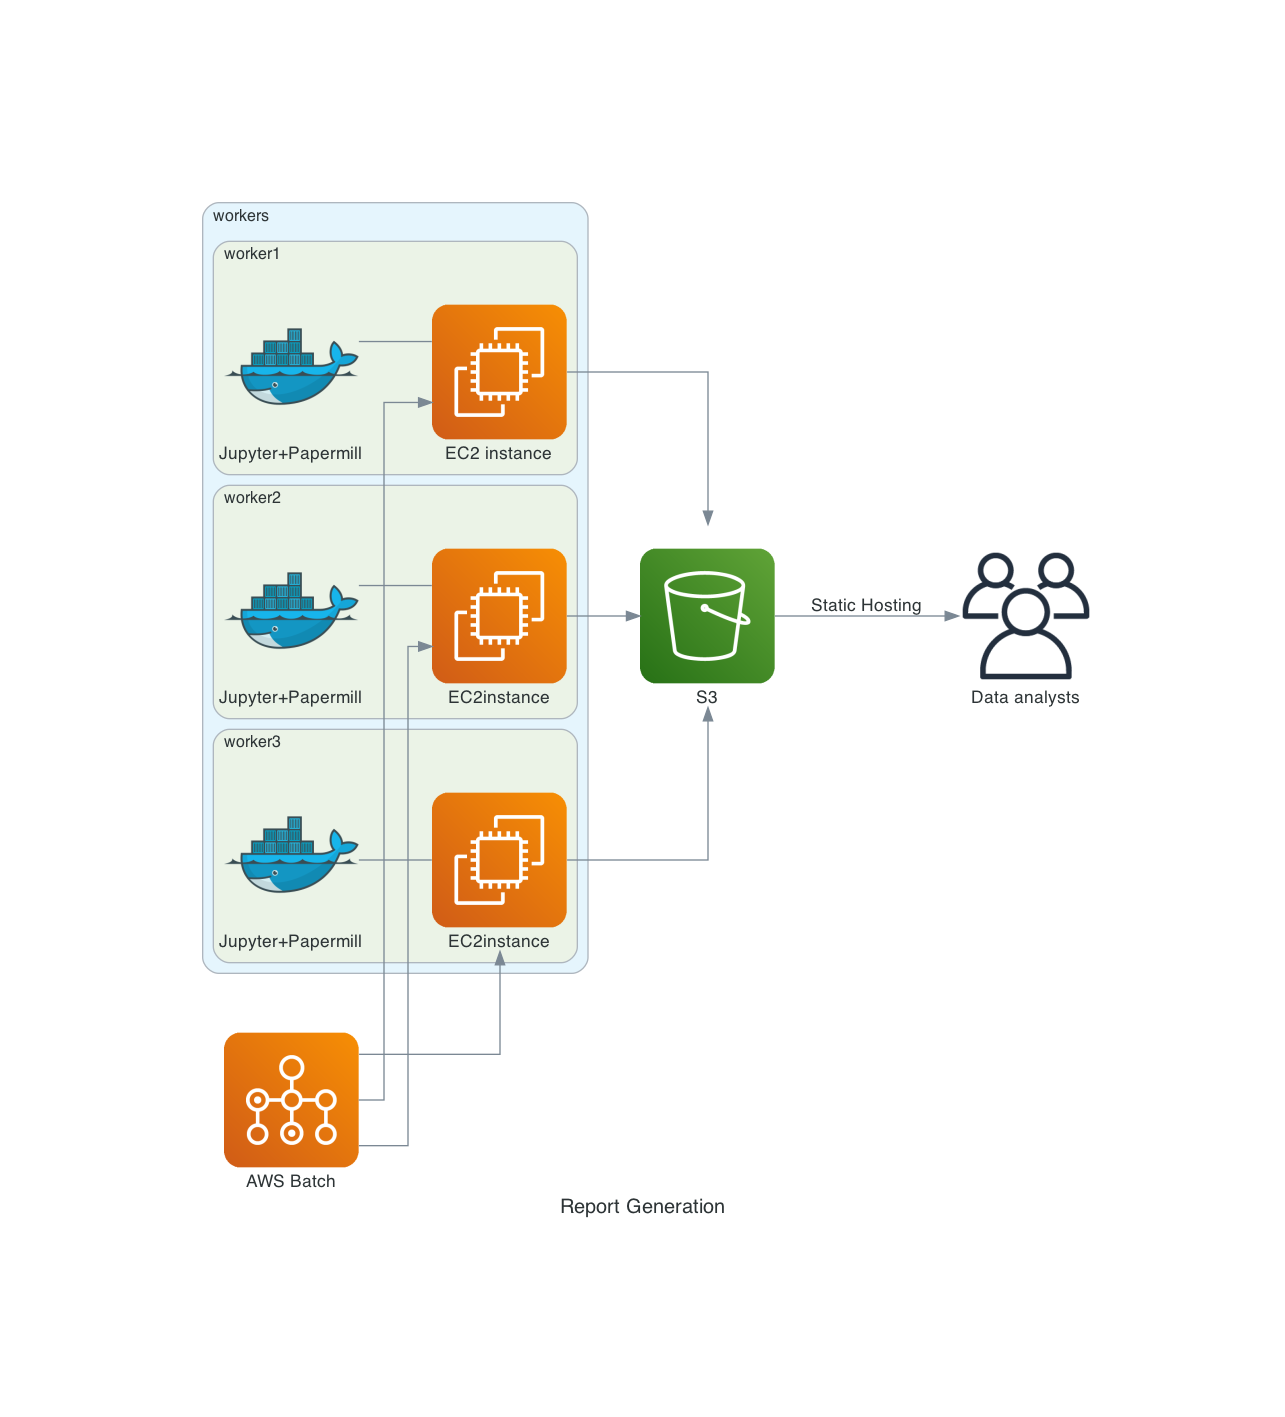 workers
worker1
Jupyter+Papermill
EC2 instance
worker2
Jupyter+Papermill
EC2instance
worker3
Jupyter+Papermill
EC2instance
S3
Static Hosting
Data analysts
AWS Batch
Report Generation